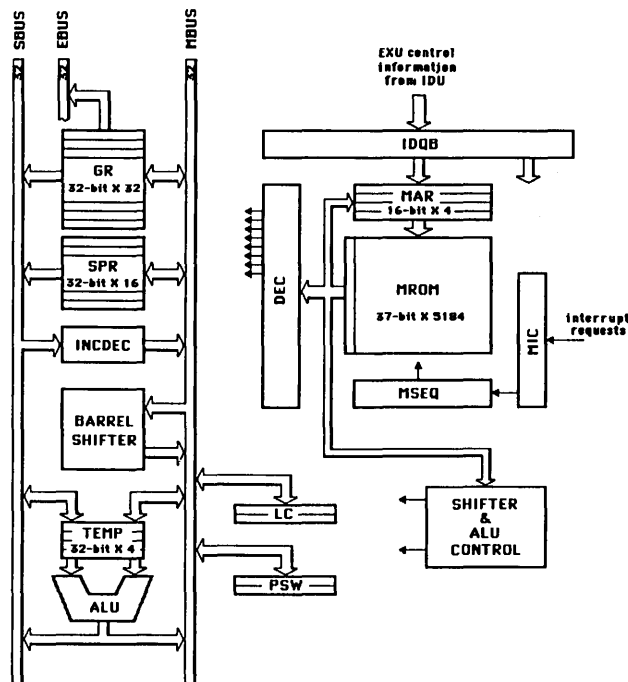 SBUS
EBUS
MBUS
32
32
32
EXU control
information
from IDU
IDQB
GR
32-bit X 32
MAR
16-bit X 4
SPR
32-bit X 16
DEC
MROM
37-bit X 5184
MIC
interrupt
requests
INCDEC
MSEQ
BARREL
SHIFTER
LC
SHIFTER
&
ALU
CONTROL
TEMP
32-bit X 4
PSW
ALU